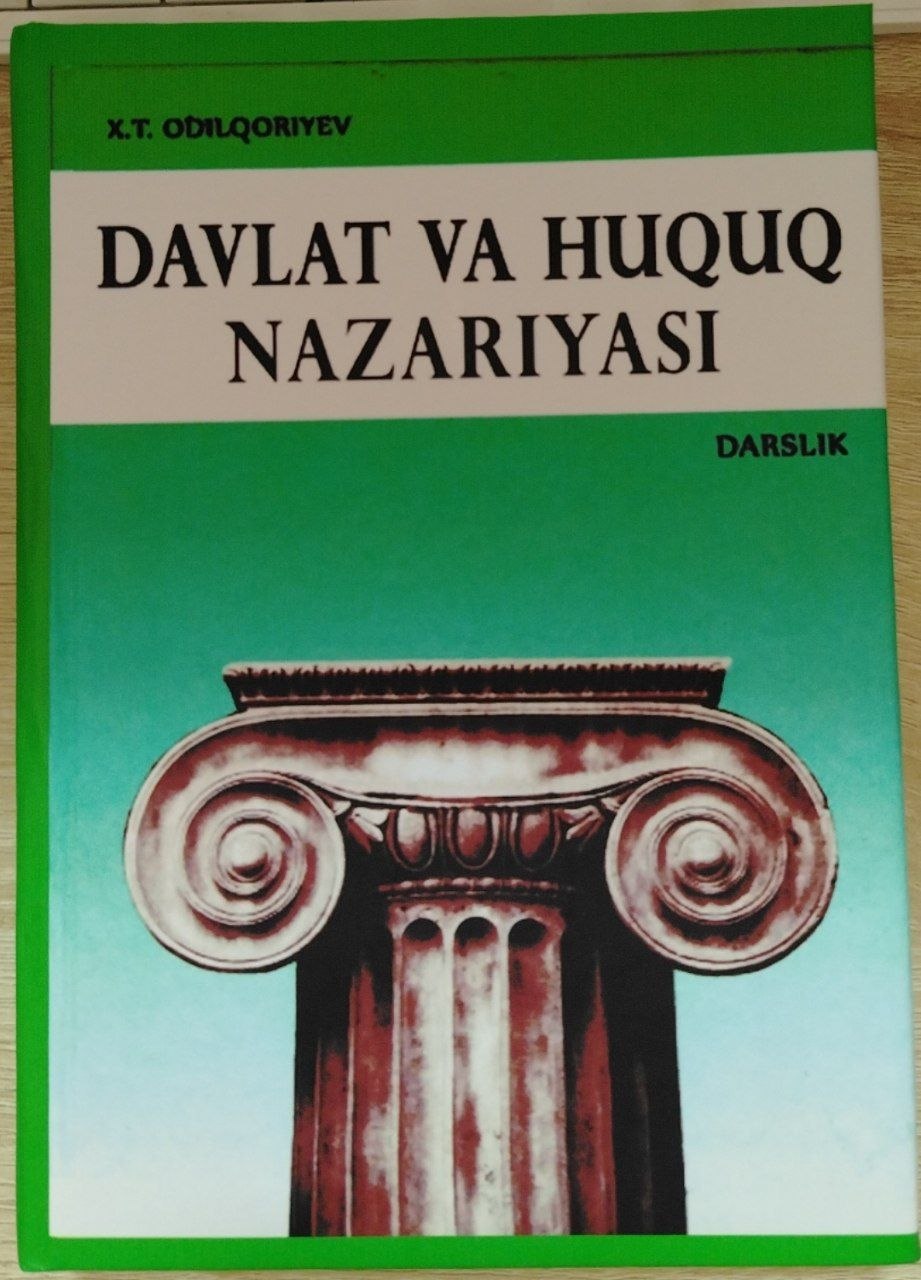 X.T. ODILQORIYEV
DAVLAT VA HUQUQ
NAZARIYASI
DARSLIK